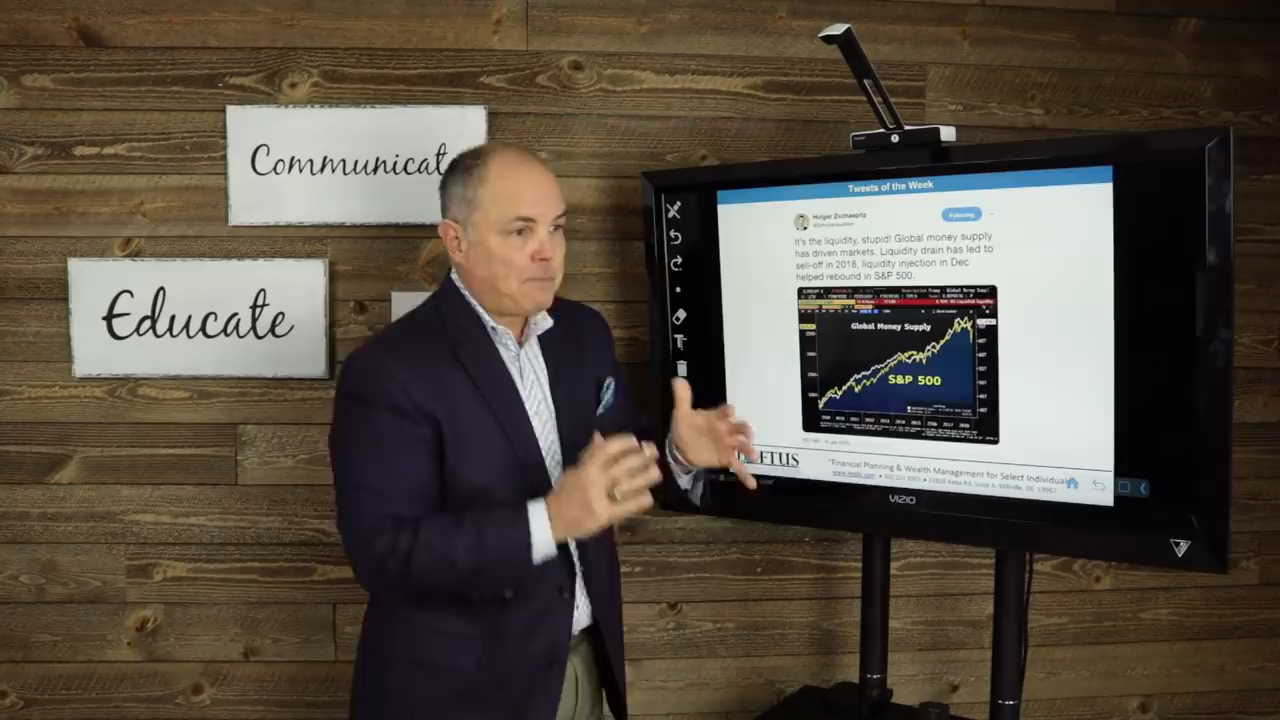 Communicat
Educate
Tweets of the Week
Holger Zschaepitz
Following
It's the liquidity, stupid! Global money supply
has driven markets. Liquidity drain has led to
sell-off in 2018, liquidity injection in Dec
helped rebound in S&P 500.
Global Money Supply
S&P 500
FTUS
"Financial Planning & Wealth Management for Select Individual
VIZIO